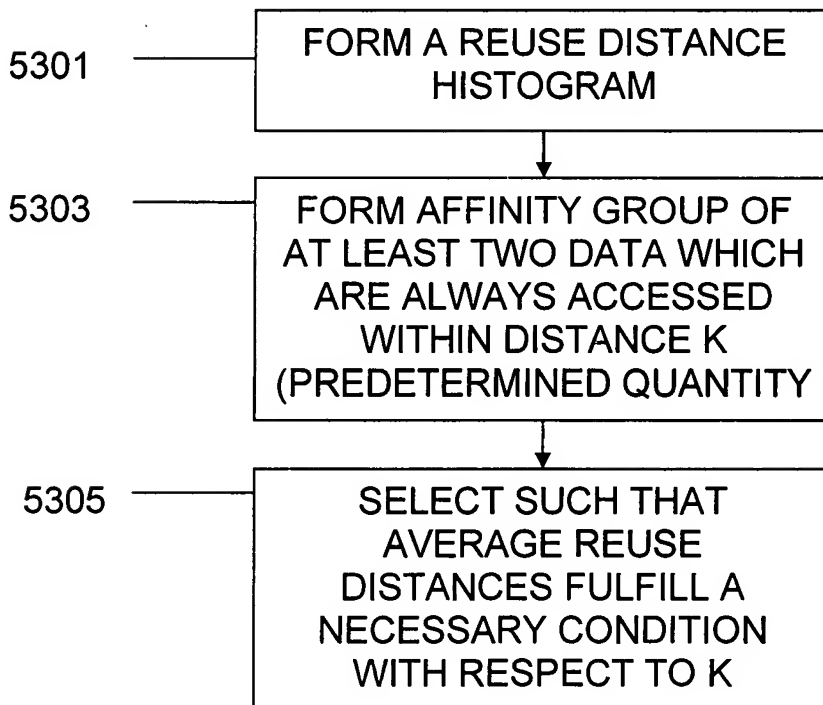 5301
FORM A REUSE DISTANCE
HISTOGRAM
5303
FORM AFFINITY GROUP OF
AT LEAST TWO DATA WHICH
ARE ALWAYS ACCESSED
WITHIN DISTANCE K
(PREDETERMINED QUANTITY
5305
SELECT SUCH THAT
AVERAGE REUSE
DISTANCES FULFILL A
NECESSARY CONDITION
WITH RESPECT TO K